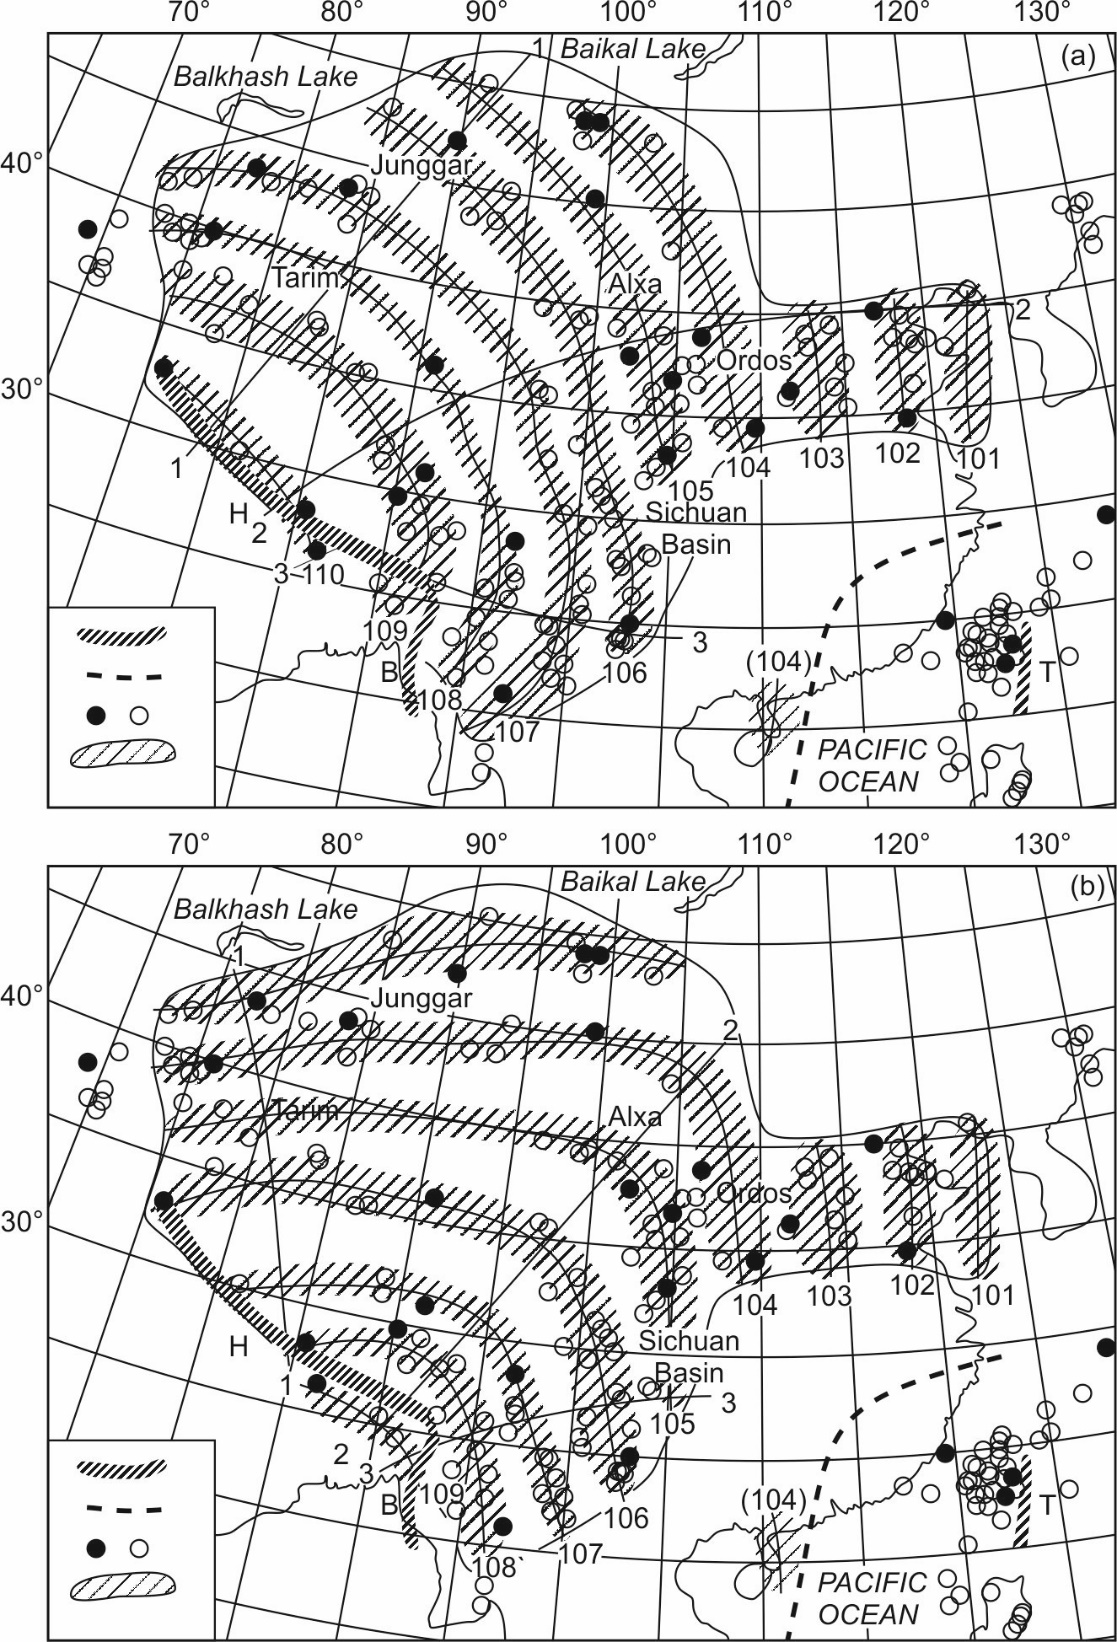 70° 80° 90° 100° 110° 120° 130°
(a)
1 Baikal Lake
Balkhash Lake
40°
Junggar
Tarim
Alxa
2
Ordos
30°
104 103 102 101
1
105
H 2
Sichuan
Basin
3 110
109
3
(104)
106
B
T
108
107
PACIFIC
OCEAN
70° 80° 90° 100° 110° 120° 130°
(b)
Baikal Lake
Balkhash Lake
1
40°
Junggar
2
Tarim
Alxa
Ordos
30°
104 103 102 101
H
Sichuan
1
Basin
3
105
2
3
109
(104)
B
T
106
108
107
PACIFIC
OCEAN